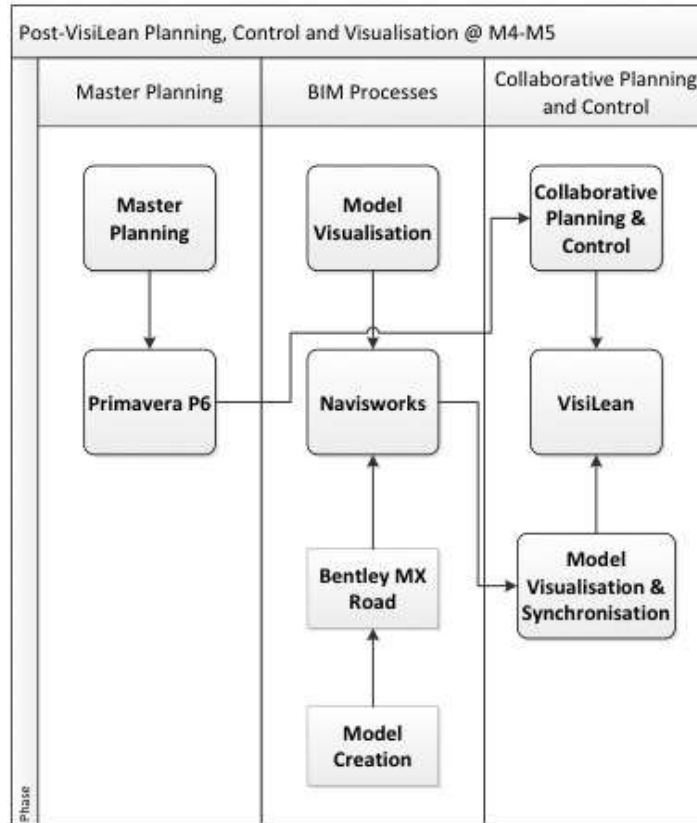 Post-VisiLean Planning, Control and Visualisation @ M4-M5
Master Planning
BIM Processes
Collaborative Planning
and Control
Master
Planning
Model
Visualisation
Collaborative
Planning &
Control
Primavera P6
Navisworks
VisiLean
Bentley MX
Road
Model
Visualisation &
Synchronisation
Model
Creation
Phase